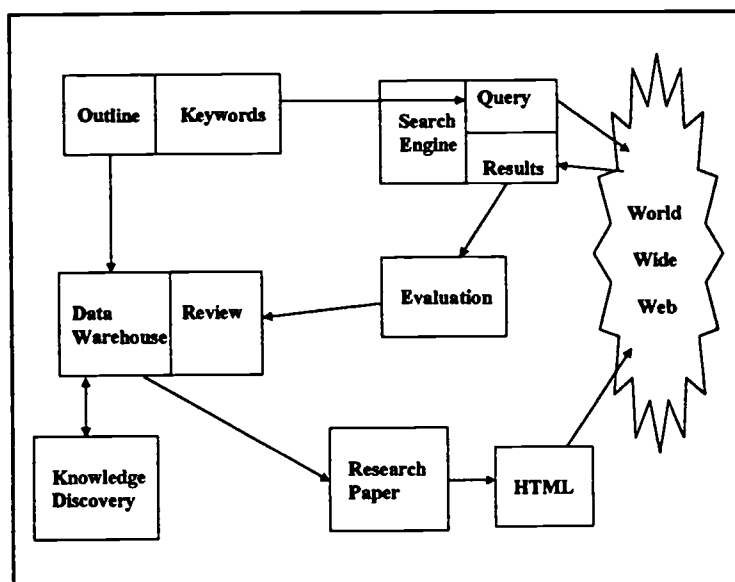 Outline
Keywords
Search
Engine
Query
Results
World
Wide
Web
Data
Warehouse
Review
Evaluation
Knowledge
Discovery
Research
Paper
HTML